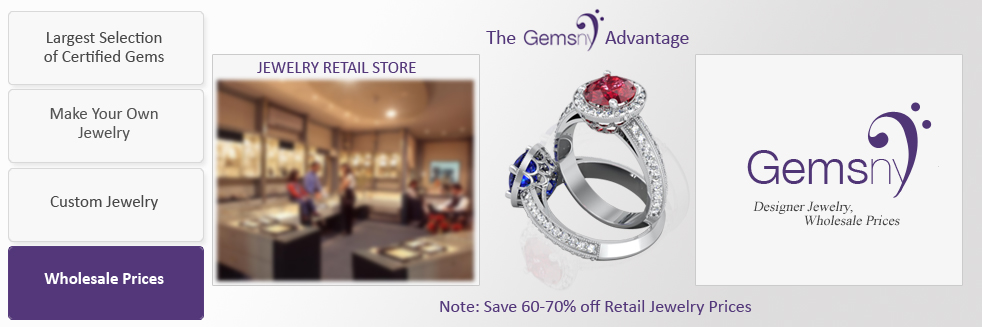 Largest Selection
of Certified Gems
Make Your Own
Jewelry
Custom Jewelry
Wholesale Prices
The Gemsny Advantage
JEWELRY RETAIL STORE
Gemsny
Designer Jewelry,
Wholesale Prices
Note: Save 60-70% off Retail Jewelry Prices